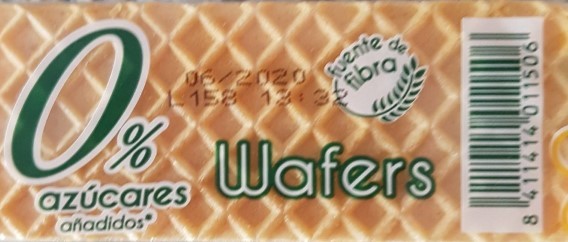 0%
azúcares
añadidos*
06/2020
L158 13:32
fuente de
fibra
Wafers
8 411414 011506